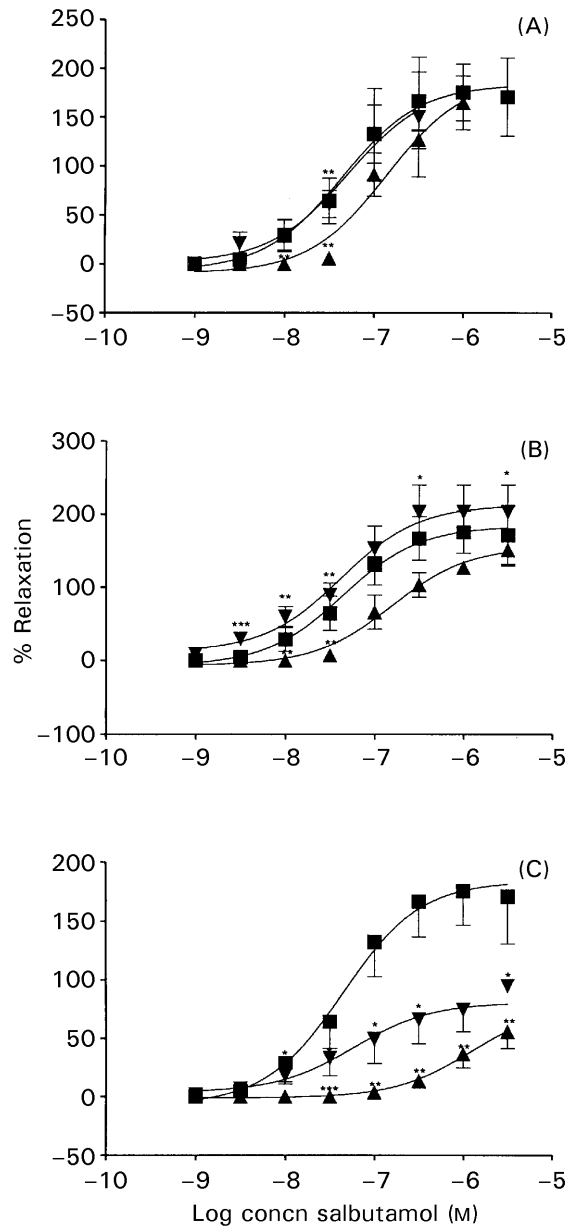 (A)
250
200
150
100
50
0
−50
−10 −9 −8 −7 −6 −5
** ** **
(B)
300
200
100
0
−100
−10 −9 −8 −7 −6 −5
*** ** ** * * ** **
% Relaxation
(C)
200
150
100
50
0
−50
−10 −9 −8 −7 −6 −5
* * * * *** ** ** ** **
Log concn salbutamol (M)